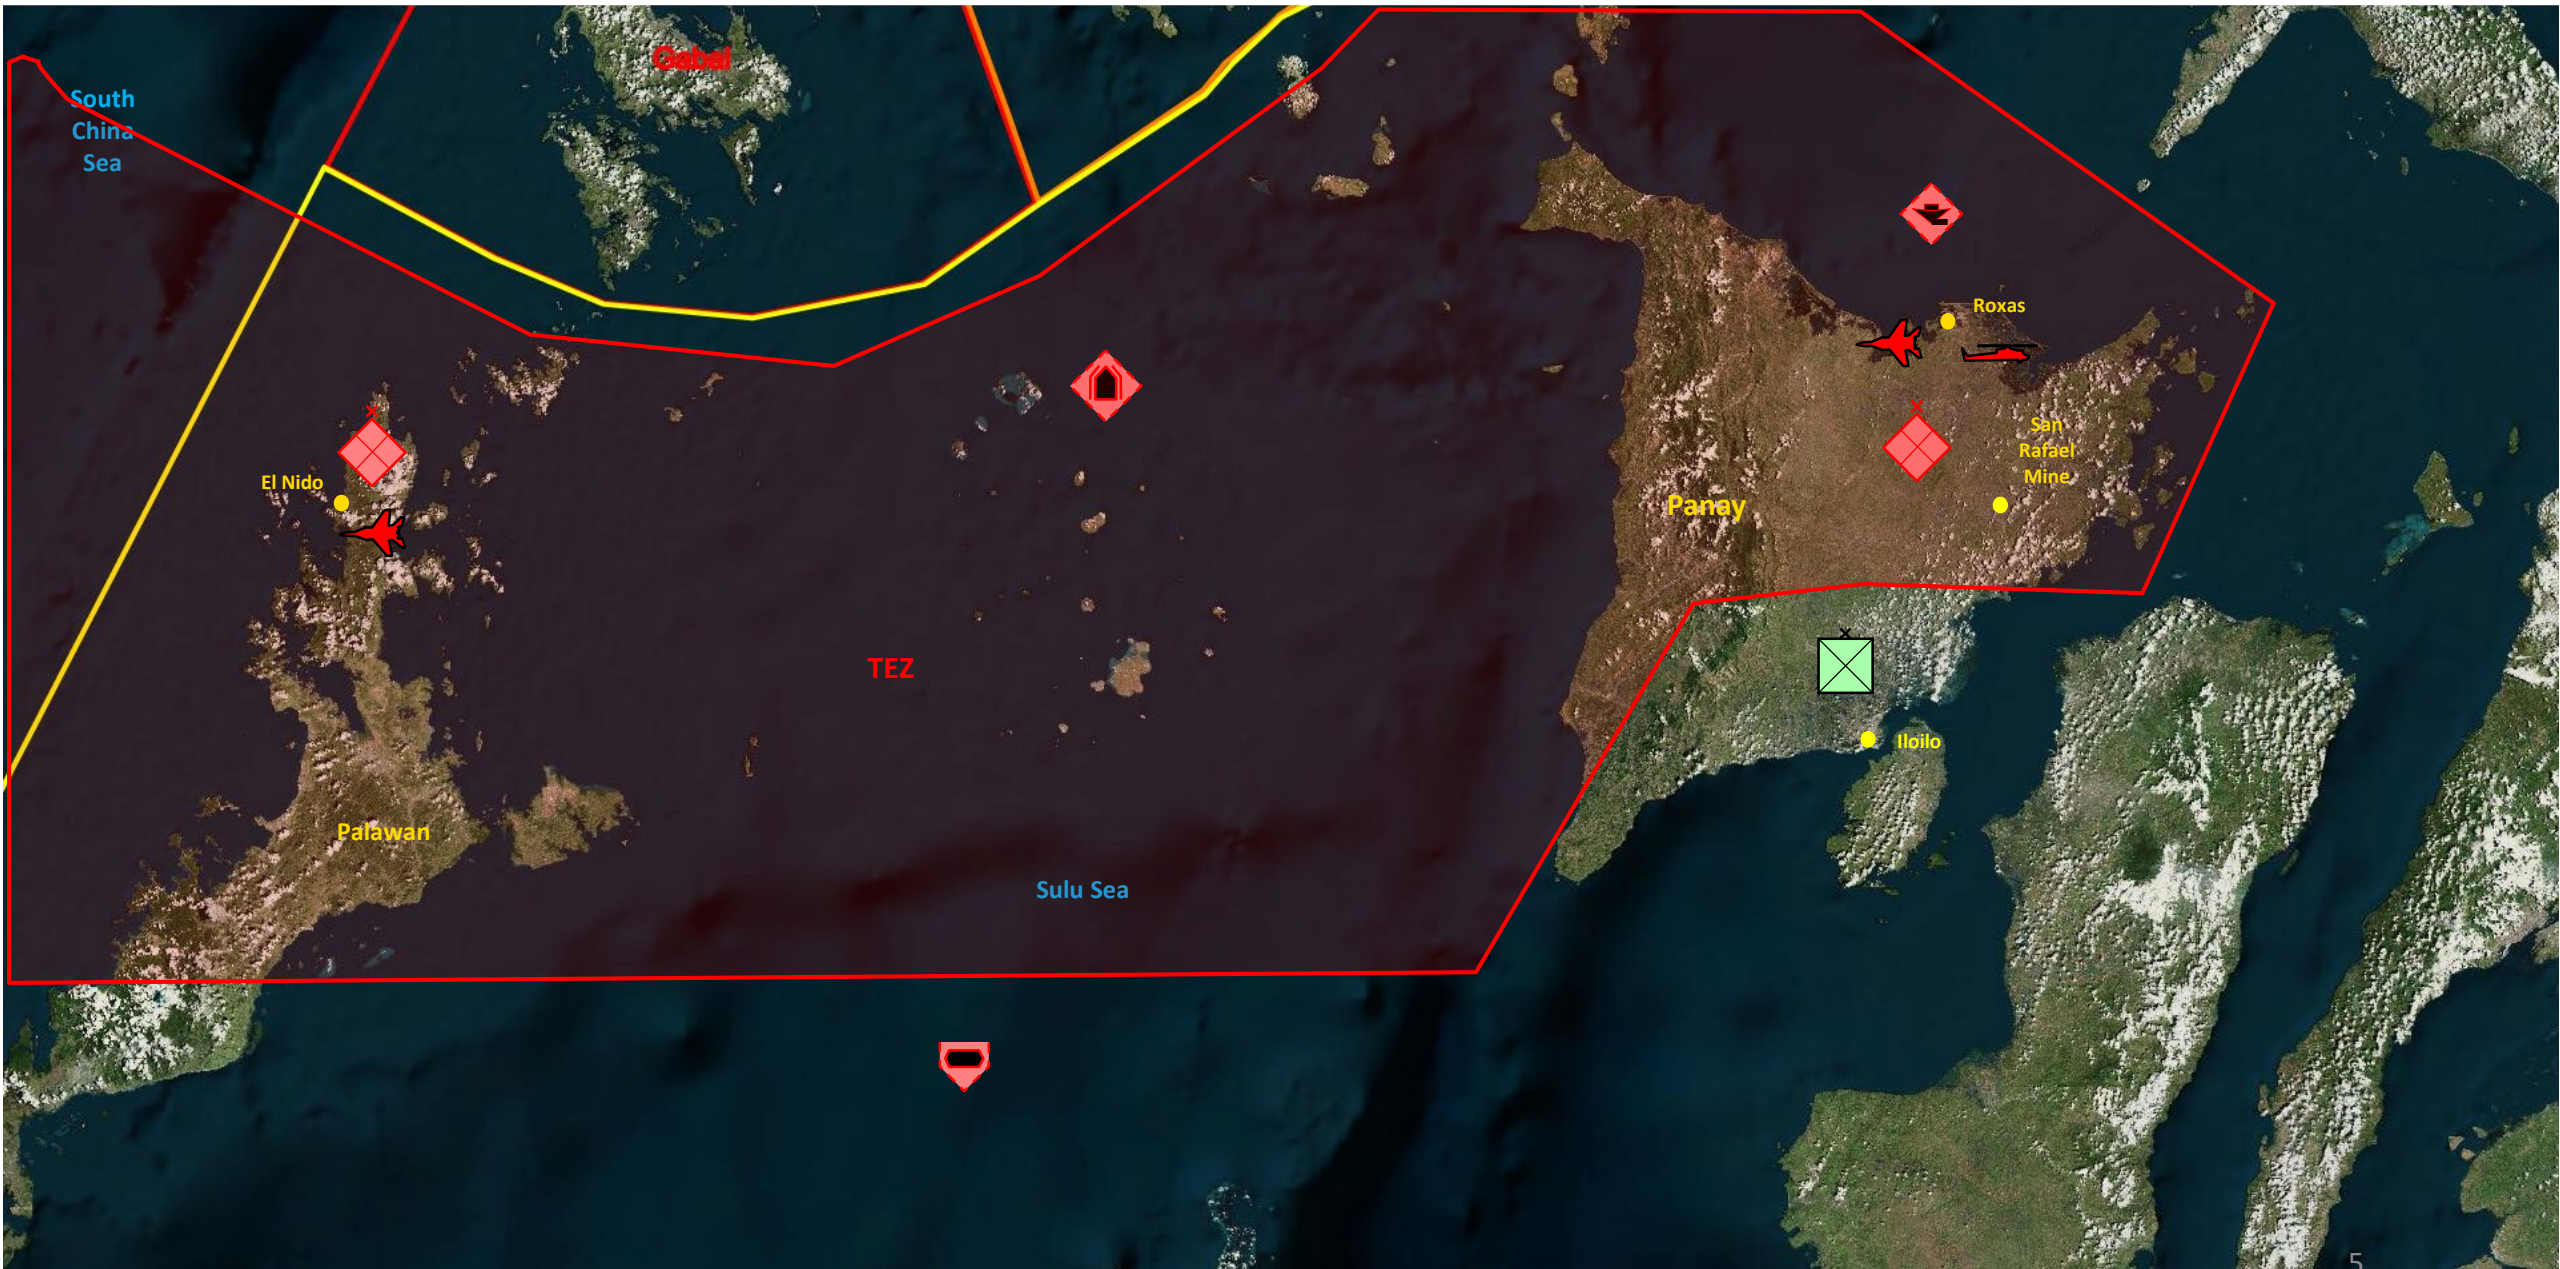 Gabal
South
China
Sea
Roxas
San
Rafael
Mine
El Nido
Panay
TEZ
Iloilo
Palawan
Sulu Sea
5